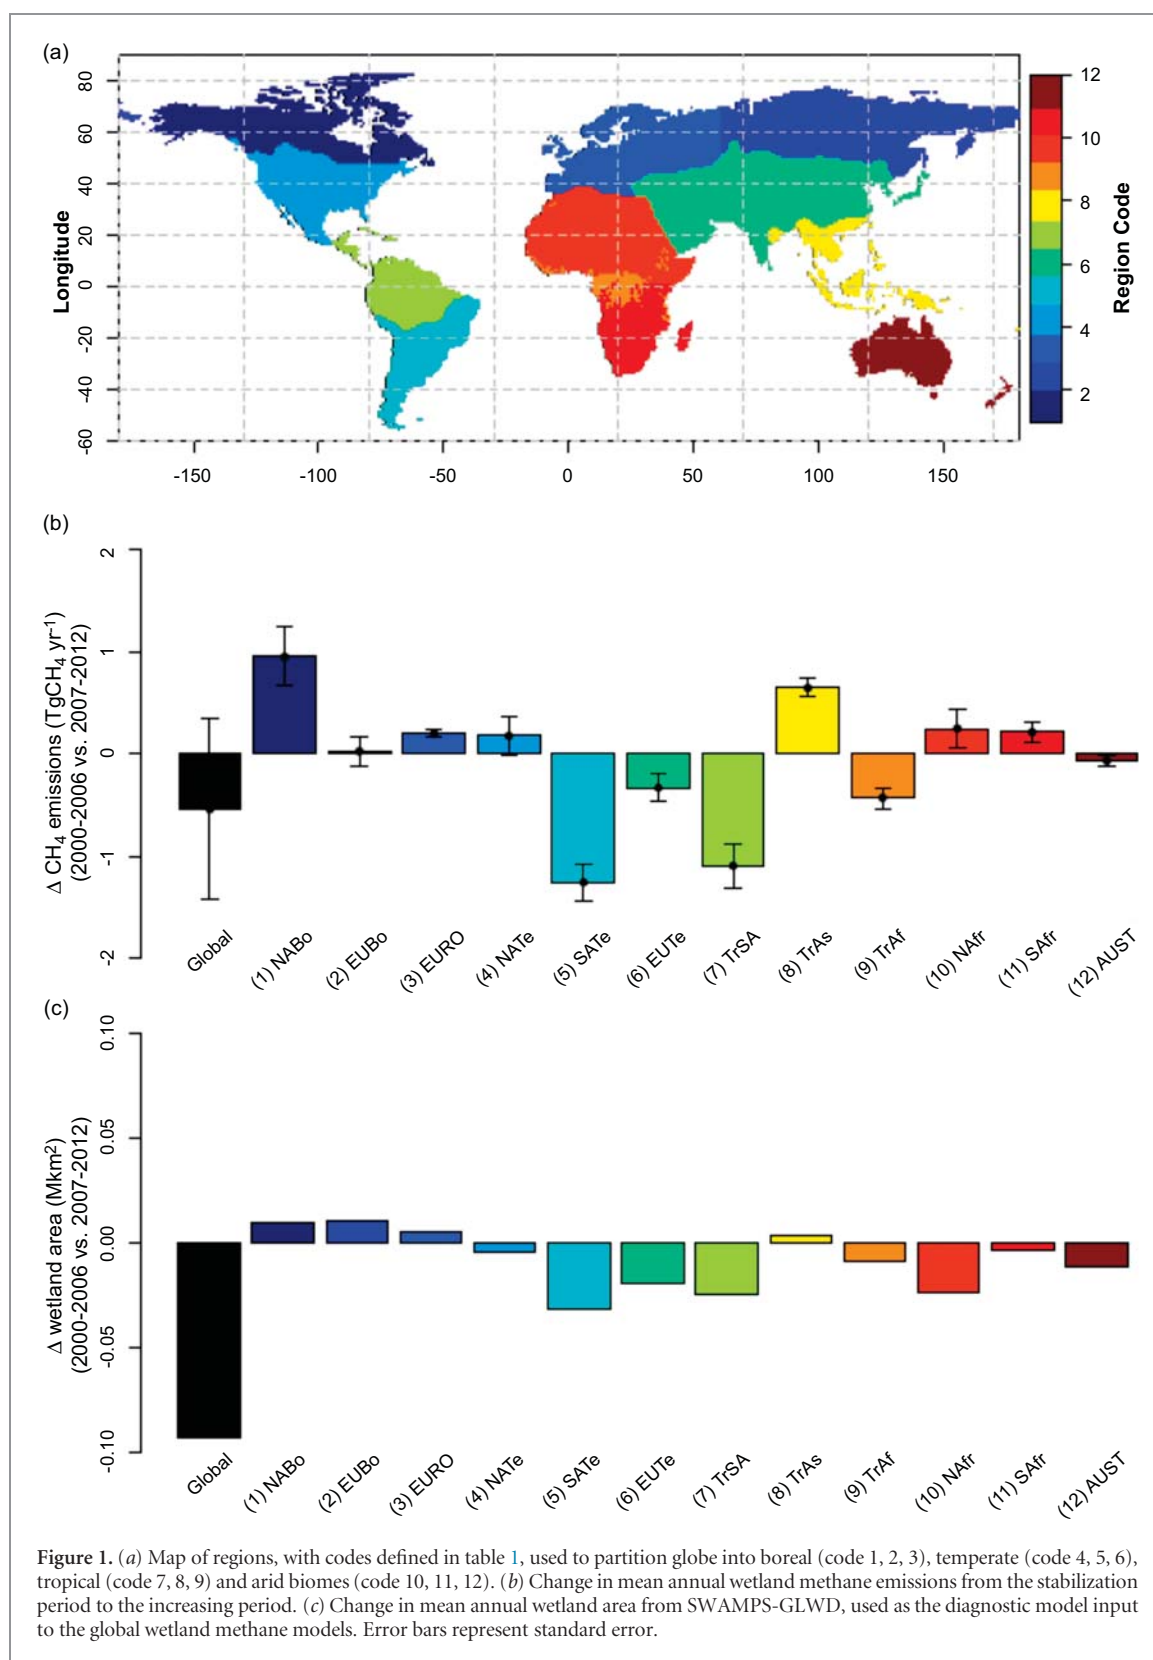 (a)
80
60
40
20
0
-20
-40
-60
Longitude
-150
-100
-50
0
50
100
150
12
10
8
6
4
2
Region Code
(b)
Δ CH4 emissions (TgCH4 yr-1)
(2000-2006 vs. 2007-2012)
2
1
0
-1
-2
Global
(1) NABo
(2) EUBo
(3) EURO
(4) NATe
(5) SATe
(6) EUTe
(7) TrSA
(8) TrAs
(9) TrAf
(10) NAfr
(11) SAfr
(12) AUST
(c)
Δ wetland area (Mkm2)
(2000-2006 vs. 2007-2012)
0.10
0.05
0.00
-0.05
-0.10
Global
(1) NABo
(2) EUBo
(3) EURO
(4) NATe
(5) SATe
(6) EUTe
(7) TrSA
(8) TrAs
(9) TrAf
(10) NAfr
(11) SAfr
(12) AUST
Figure 1. (a) Map of regions, with codes defined in table 1, used to partition globe into boreal (code 1, 2, 3), temperate (code 4, 5, 6),
tropical (code 7, 8, 9) and arid biomes (code 10, 11, 12). (b) Change in mean annual wetland methane emissions from the stabilization
period to the increasing period. (c) Change in mean annual wetland area from SWAMPS-GLWD, used as the diagnostic model input
to the global wetland methane models. Error bars represent standard error.